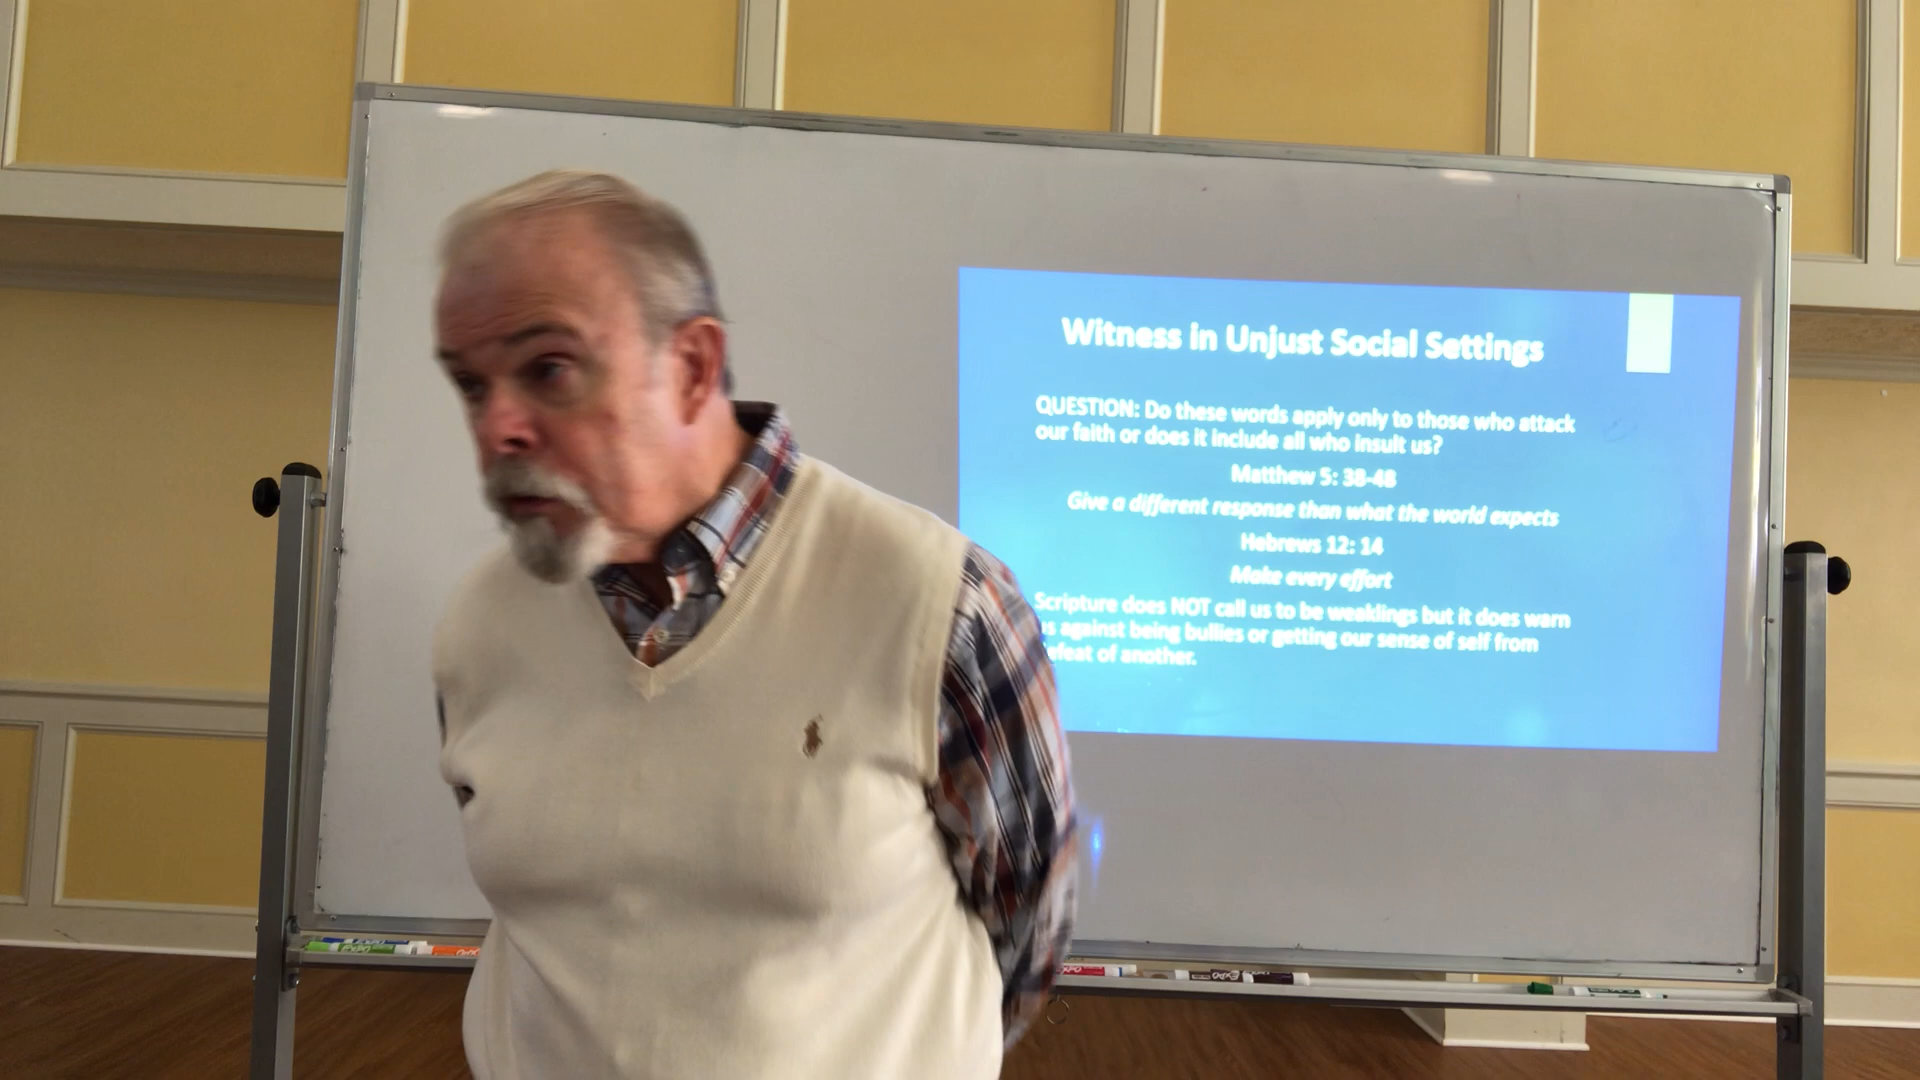 Witness in Unjust Social Settings
QUESTION: Do these words apply only to those who attack
our faith or does it include all who insult us?
Matthew 5: 38-48
Give a different response than what the world expects
Hebrews 12: 14
Make every effort
Scripture does NOT call us to be weaklings but it does warn
against being bullies or getting our sense of self from
of another.
EXPO
EXPO